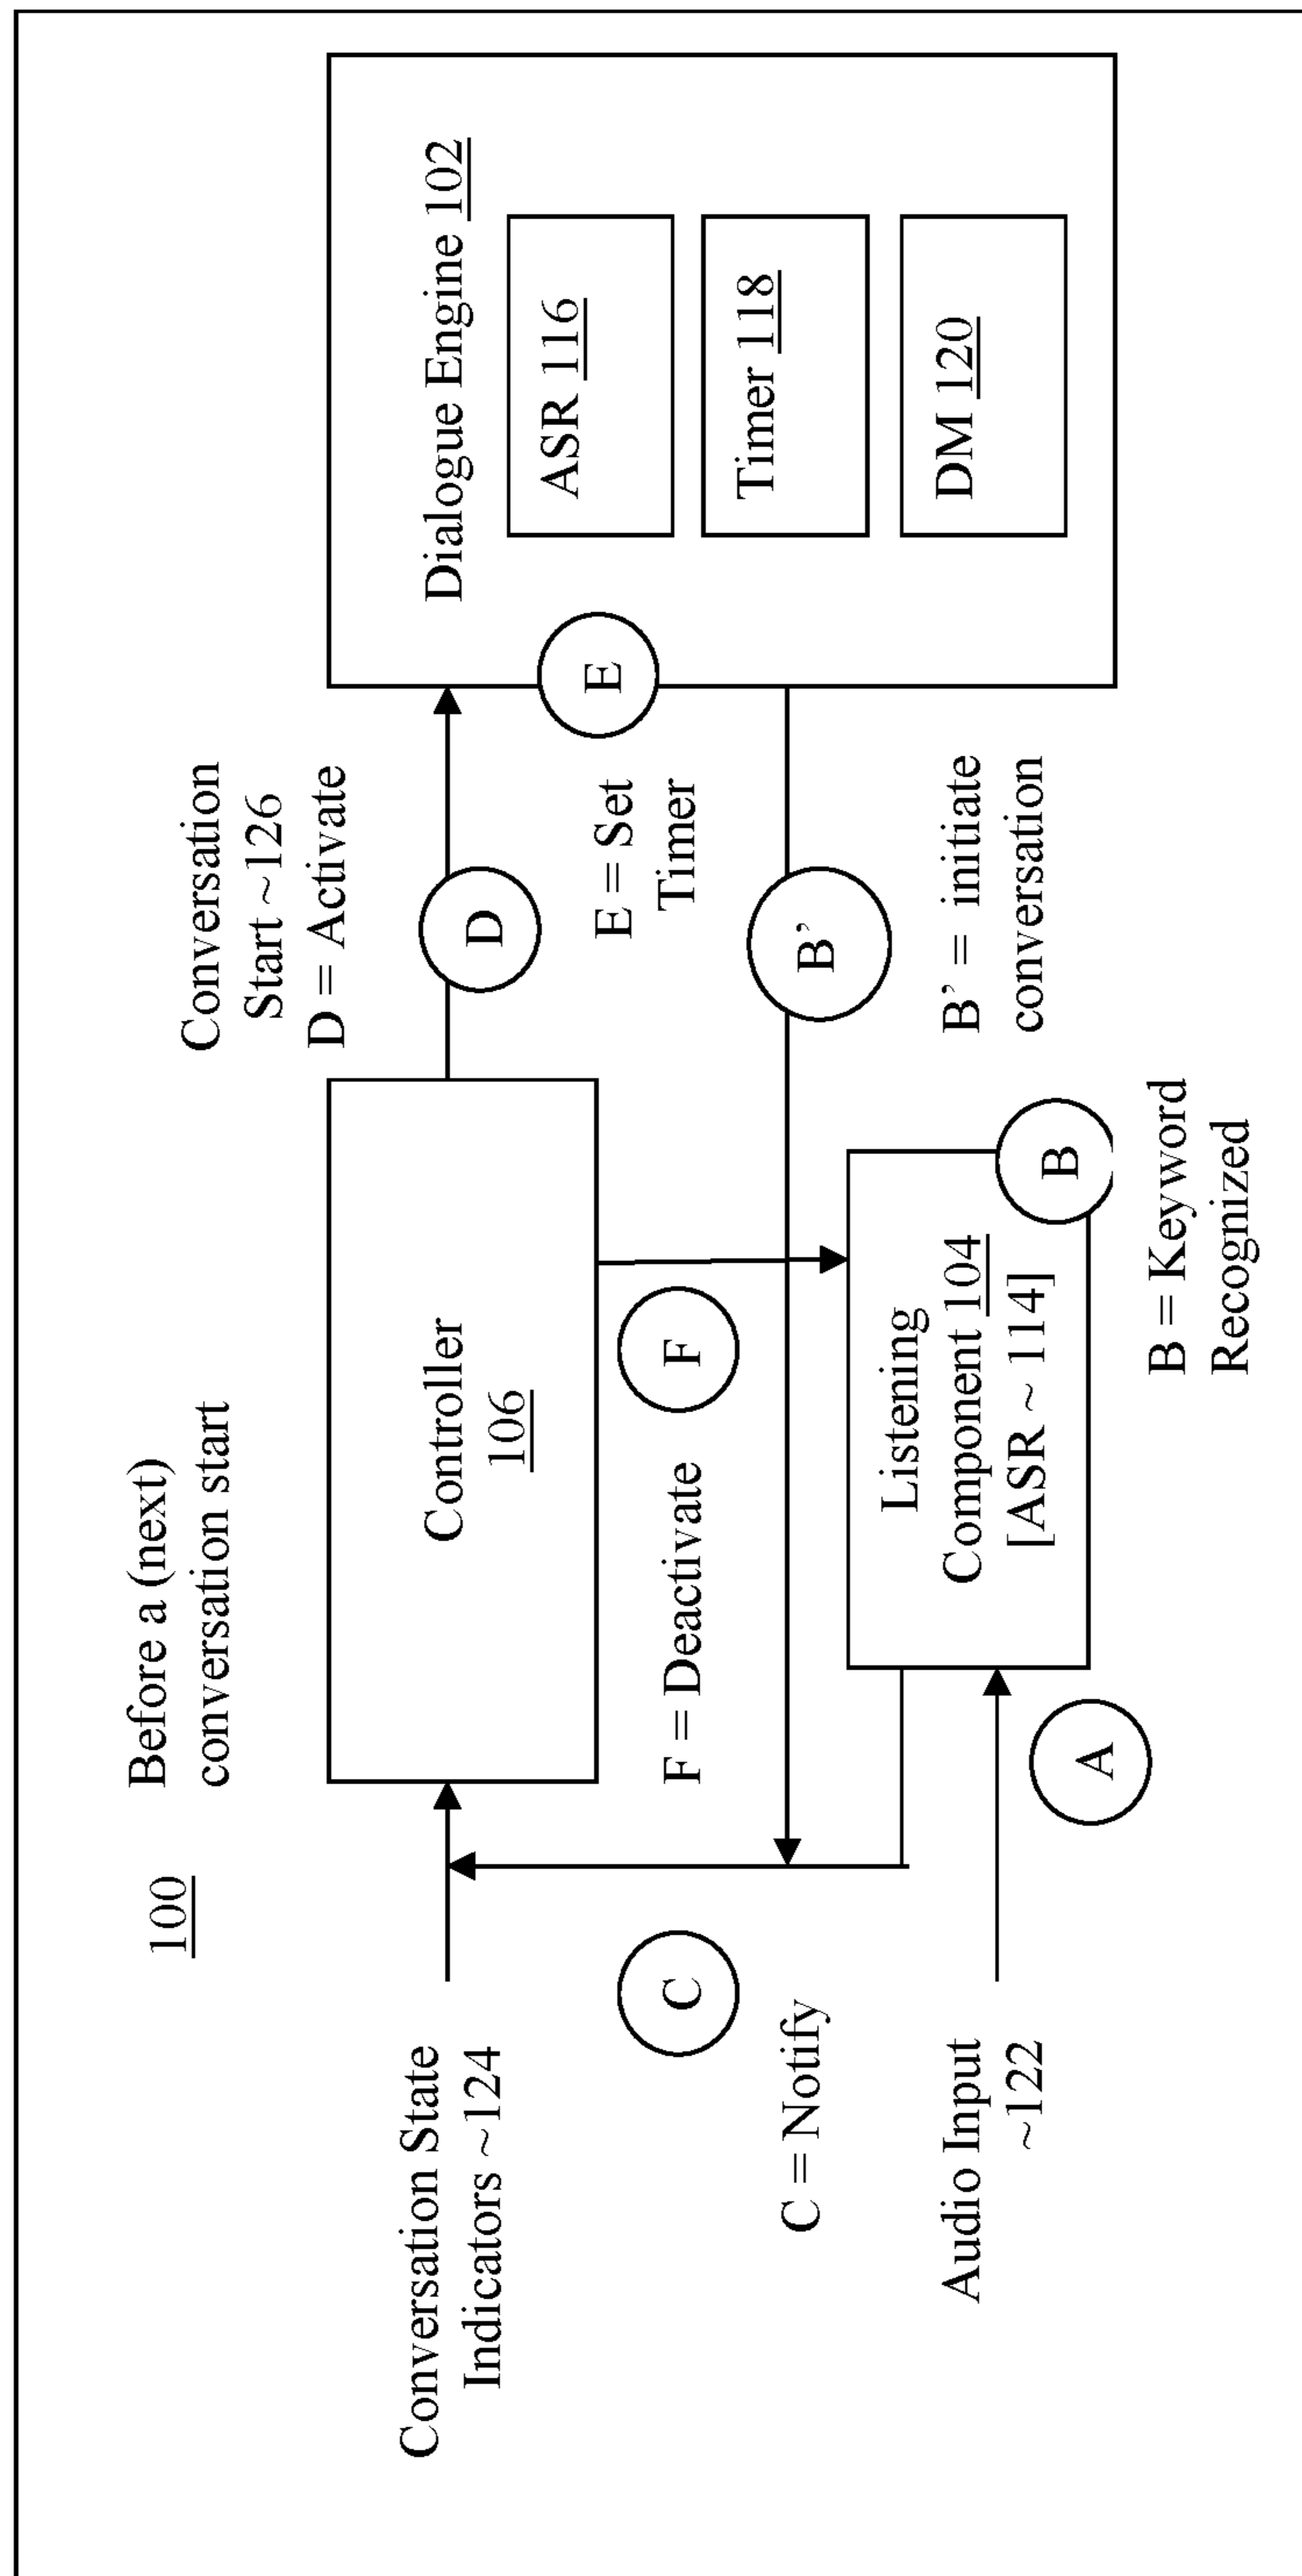 100
Before a (next)
conversation start
Conversation State
Indicators ~124
C
C = Notify
Audio Input
~122
A
Controller
106
F
F = Deactivate
Listening
Component 104
[ASR ~ 114]
B
B = Keyword
Recognized
Conversation
Start ~126
D = Activate
D
E
E = Set
Timer
B’
B’ = initiate
conversation
Dialogue Engine 102
ASR 116
Timer 118
DM 120